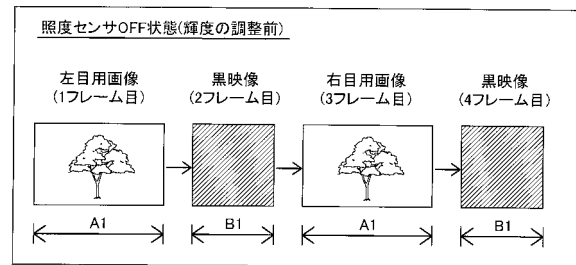 照度センサOFF状態(輝度の調整前)
左目用画像
(1フレーム目)
黒映像
(2フレーム目)
右目用画像
(3フレーム目)
黒映像
(4フレーム目)
A1
B1
A1
B1